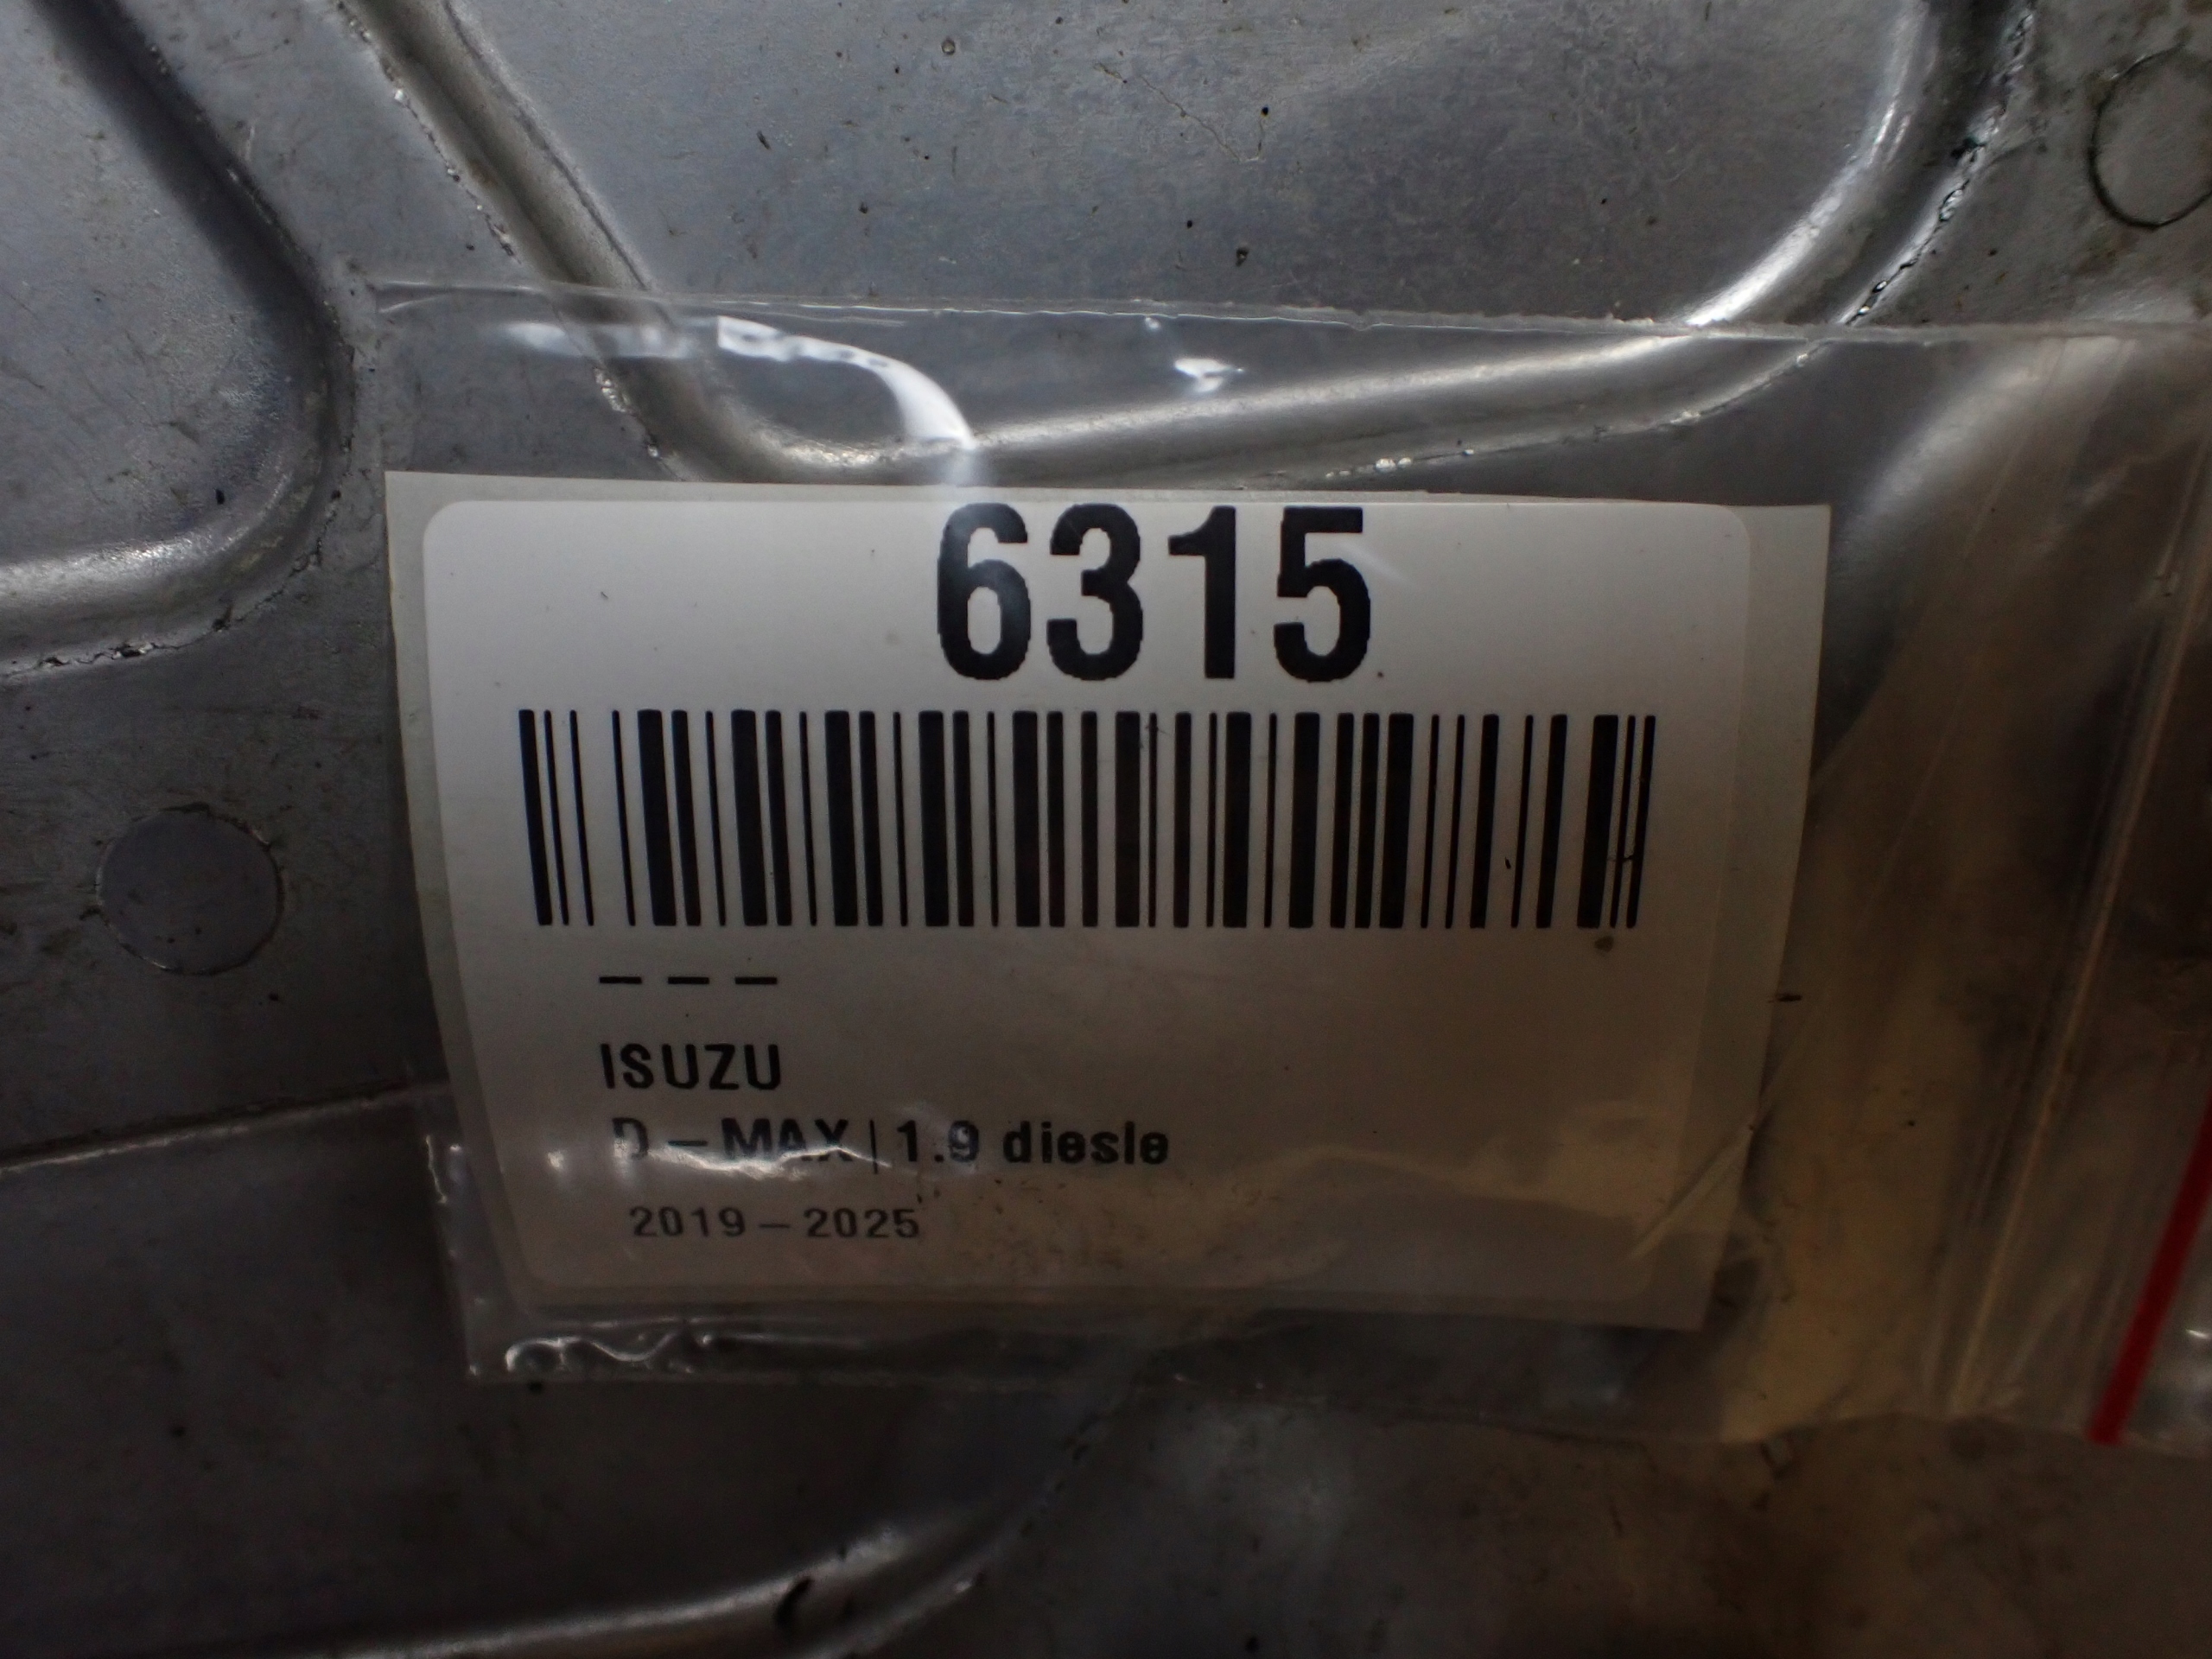 6315
– – –
ISUZU
D – MAX | 1.9 diesle
2019 – 2025